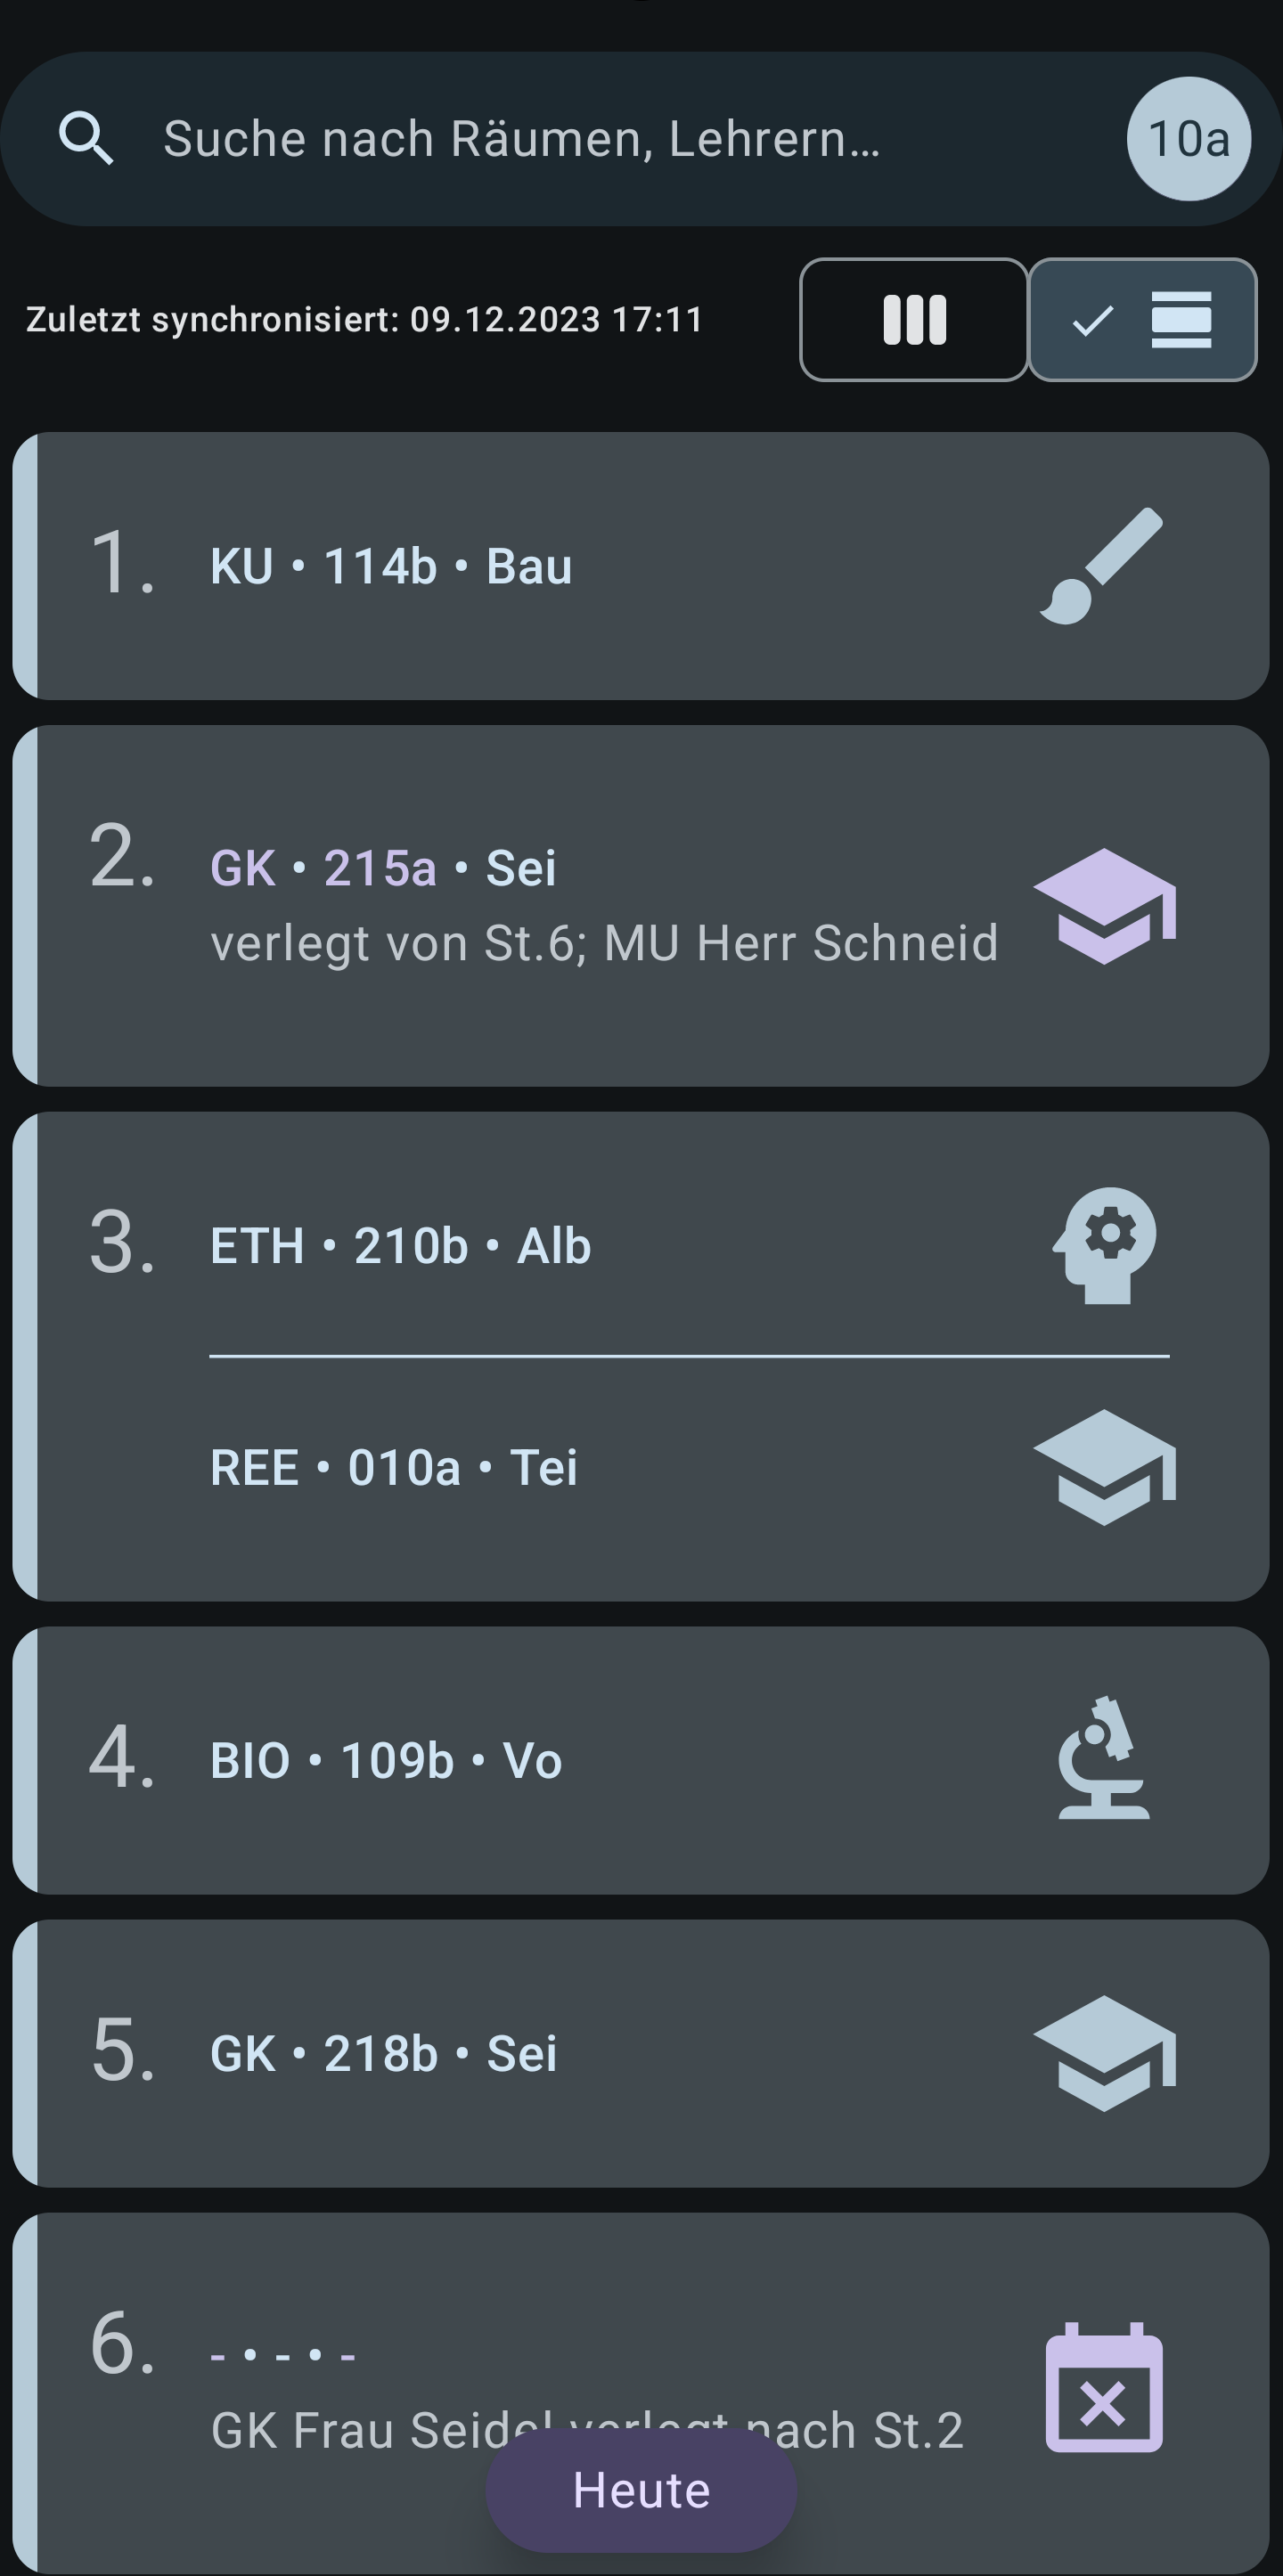 Suche nach Räumen, Lehrern…
10a
Zuletzt synchronisiert: 09.12.2023 17:11
1. KU • 114b • Bau
2. GK • 215a • Sei
verlegt von St.6; MU Herr Schneid
3. ETH • 210b • Alb
REE • 010a • Tei
4. BIO • 109b • Vo
5. GK • 218b • Sei
6. - • - • -
GK Frau Seidel verlegt nach St.2
Heute